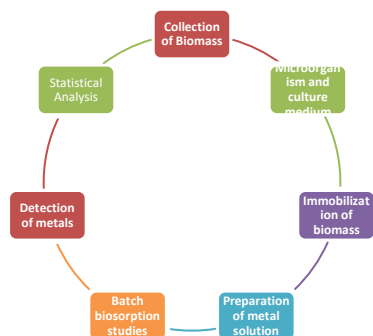 Collection
of Biomass
Microorgan
ism and
culture
medium
Immobilizat
ion of
biomass
Preparation
of metal
solution
Batch
biosorption
studies
Detection
of metals
Statistical
Analysis